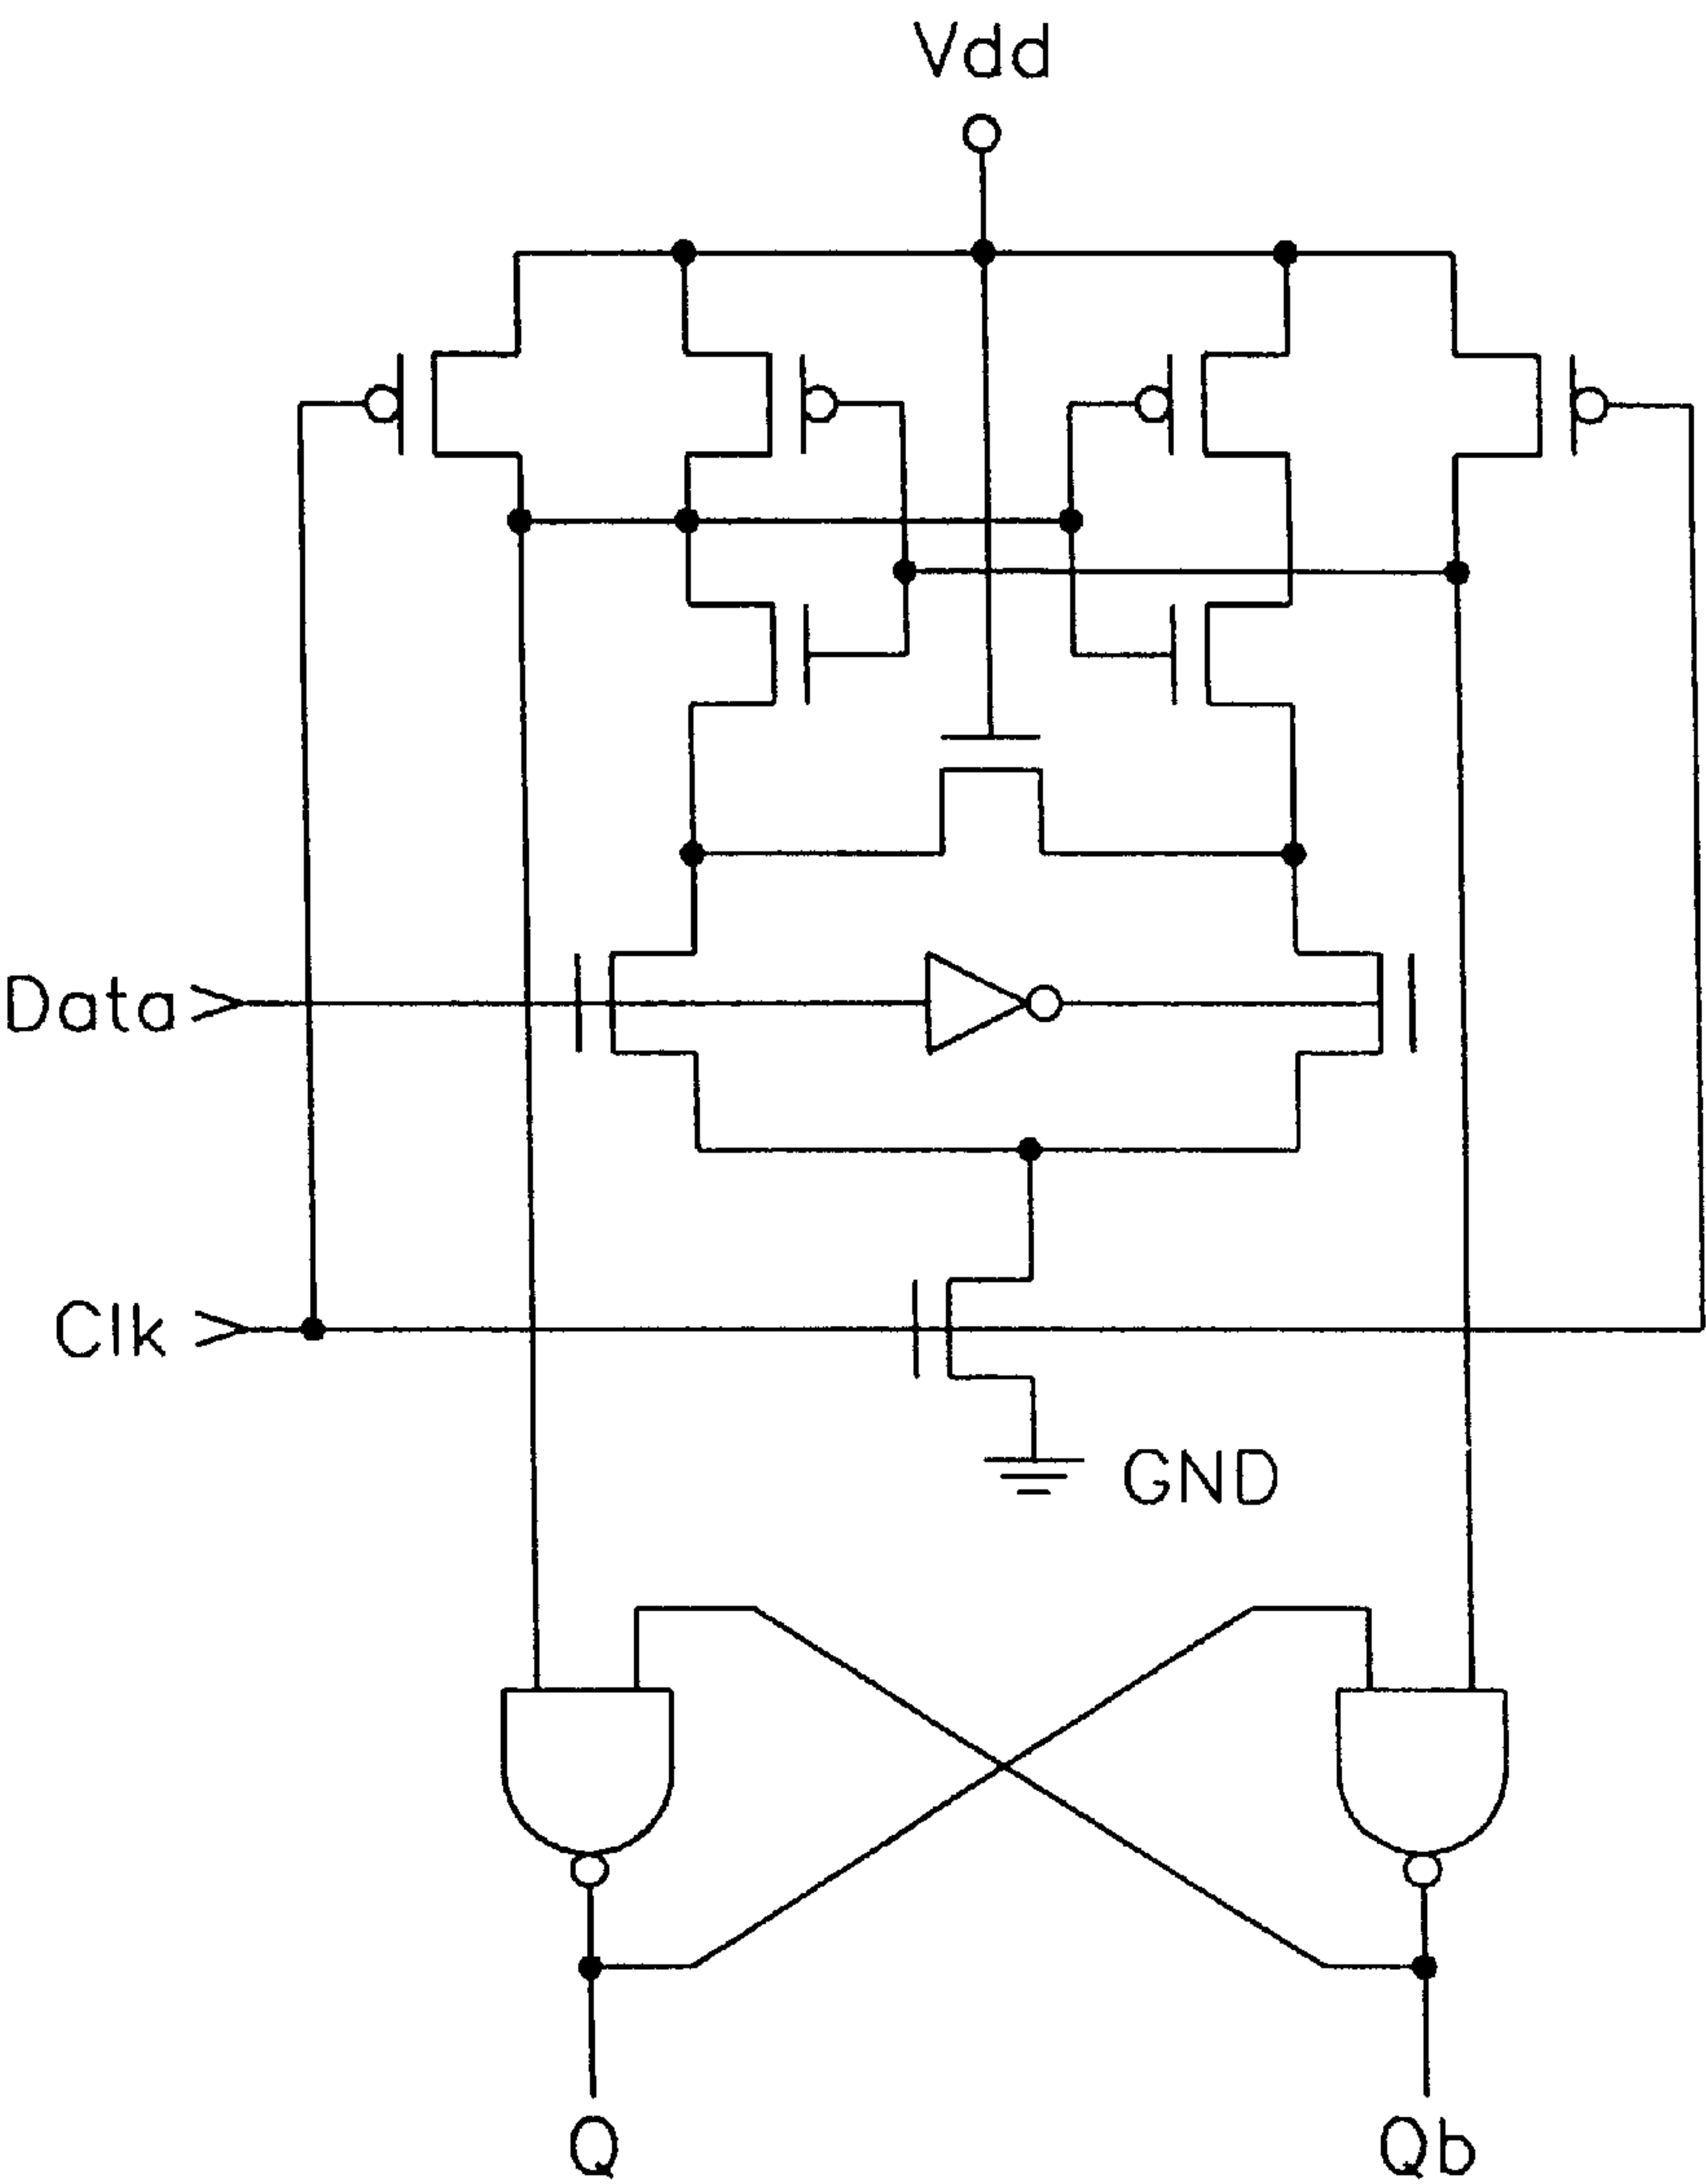 Vdd
Data
Clk
GND
Q
Qb